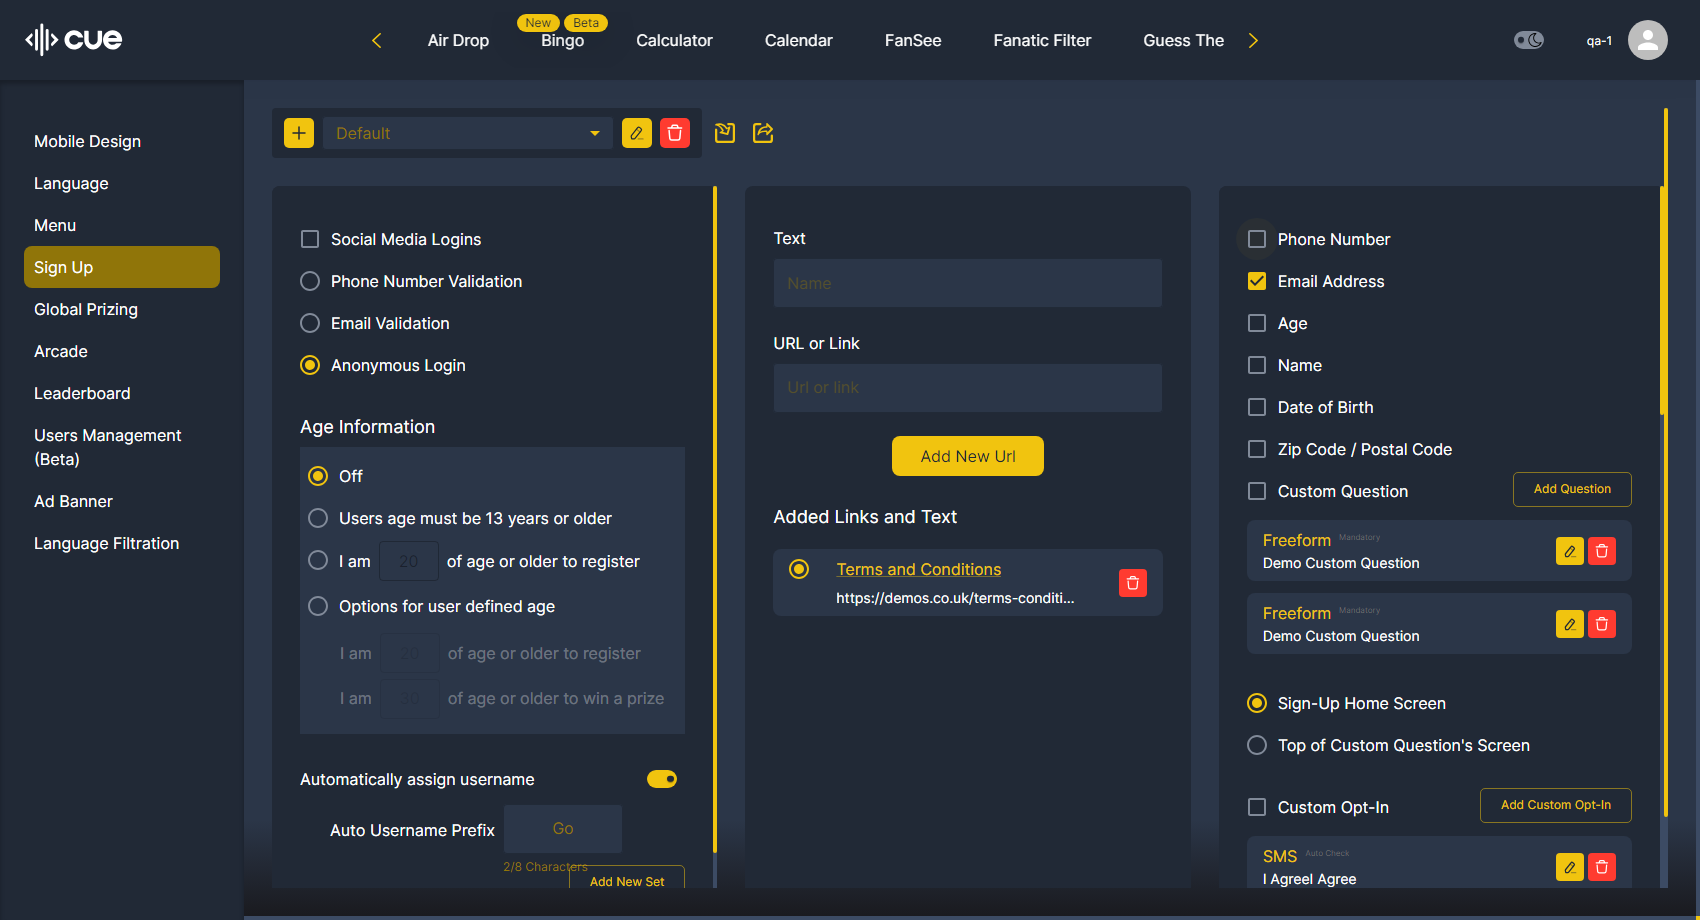 cue
Air Drop
New
Beta
Bingo
Calculator
Calendar
FanSee
Fanatic Filter
Guess The
qa-1
Mobile Design
Language
Menu
Sign Up
Global Prizing
Arcade
Leaderboard
Users Management
(Beta)
Ad Banner
Language Filtration
Default
Social Media Logins
Phone Number Validation
Email Validation
Anonymous Login
Age Information
Off
Users age must be 13 years or older
I am 20 of age or older to register
Options for user defined age
I am 20 of age or older to register
I am 30 of age or older to win a prize
Automatically assign username
Auto Username Prefix
Go
2/8 Characters
Add New Set
Text
Name
URL or Link
Url or link
Add New Url
Added Links and Text
Terms and Conditions
https://demos.co.uk/terms-conditi...
Phone Number
Email Address
Age
Name
Date of Birth
Zip Code / Postal Code
Custom Question
Add Question
Freeform Mandatory
Demo Custom Question
Freeform Mandatory
Demo Custom Question
Sign-Up Home Screen
Top of Custom Question's Screen
Custom Opt-In
Add Custom Opt-In
SMS Auto Check
I AgreeI Agree